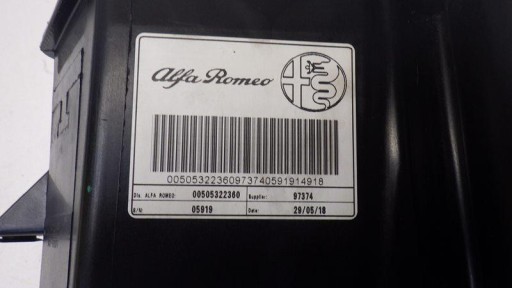 Alfa Romeo
00505322360973740591914918
Dis. ALFA ROMEO: 00505322360 Supplier: 97374
S/N: 05919 Date: 29/05/18